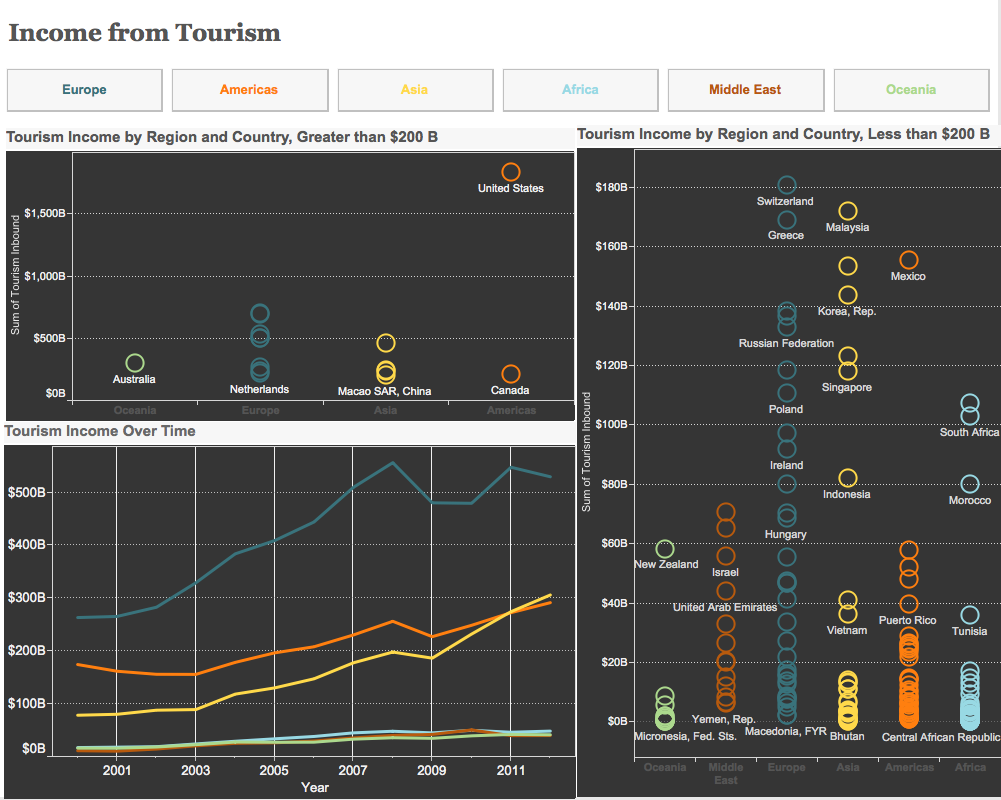 Income from Tourism
Europe
Americas
Asia
Africa
Middle East
Oceania
Tourism Income by Region and Country, Greater than $200 B
Sum of Tourism Inbound
$1,500B
$1,000B
$500B
$0B
United States
Australia
Netherlands
Macao SAR, China
Canada
Oceania
Europe
Asia
Americas
Tourism Income Over Time
$500B
$400B
$300B
$200B
$100B
$0B
2001
2003
2005
2007
2009
2011
Year
Tourism Income by Region and Country, Less than $200 B
Sum of Tourism Inbound
$180B
$160B
$140B
$120B
$100B
$80B
$60B
$40B
$20B
$0B
Switzerland
Malaysia
Greece
Mexico
Korea, Rep.
Russian Federation
Singapore
Poland
South Africa
Ireland
Indonesia
Morocco
Hungary
New Zealand
Israel
United Arab Emirates
Puerto Rico
Vietnam
Tunisia
Yemen, Rep.
Macedonia, FYR
Micronesia, Fed. Sts.
Bhutan
Central African Republic
Oceania
Middle
East
Europe
Asia
Americas
Africa